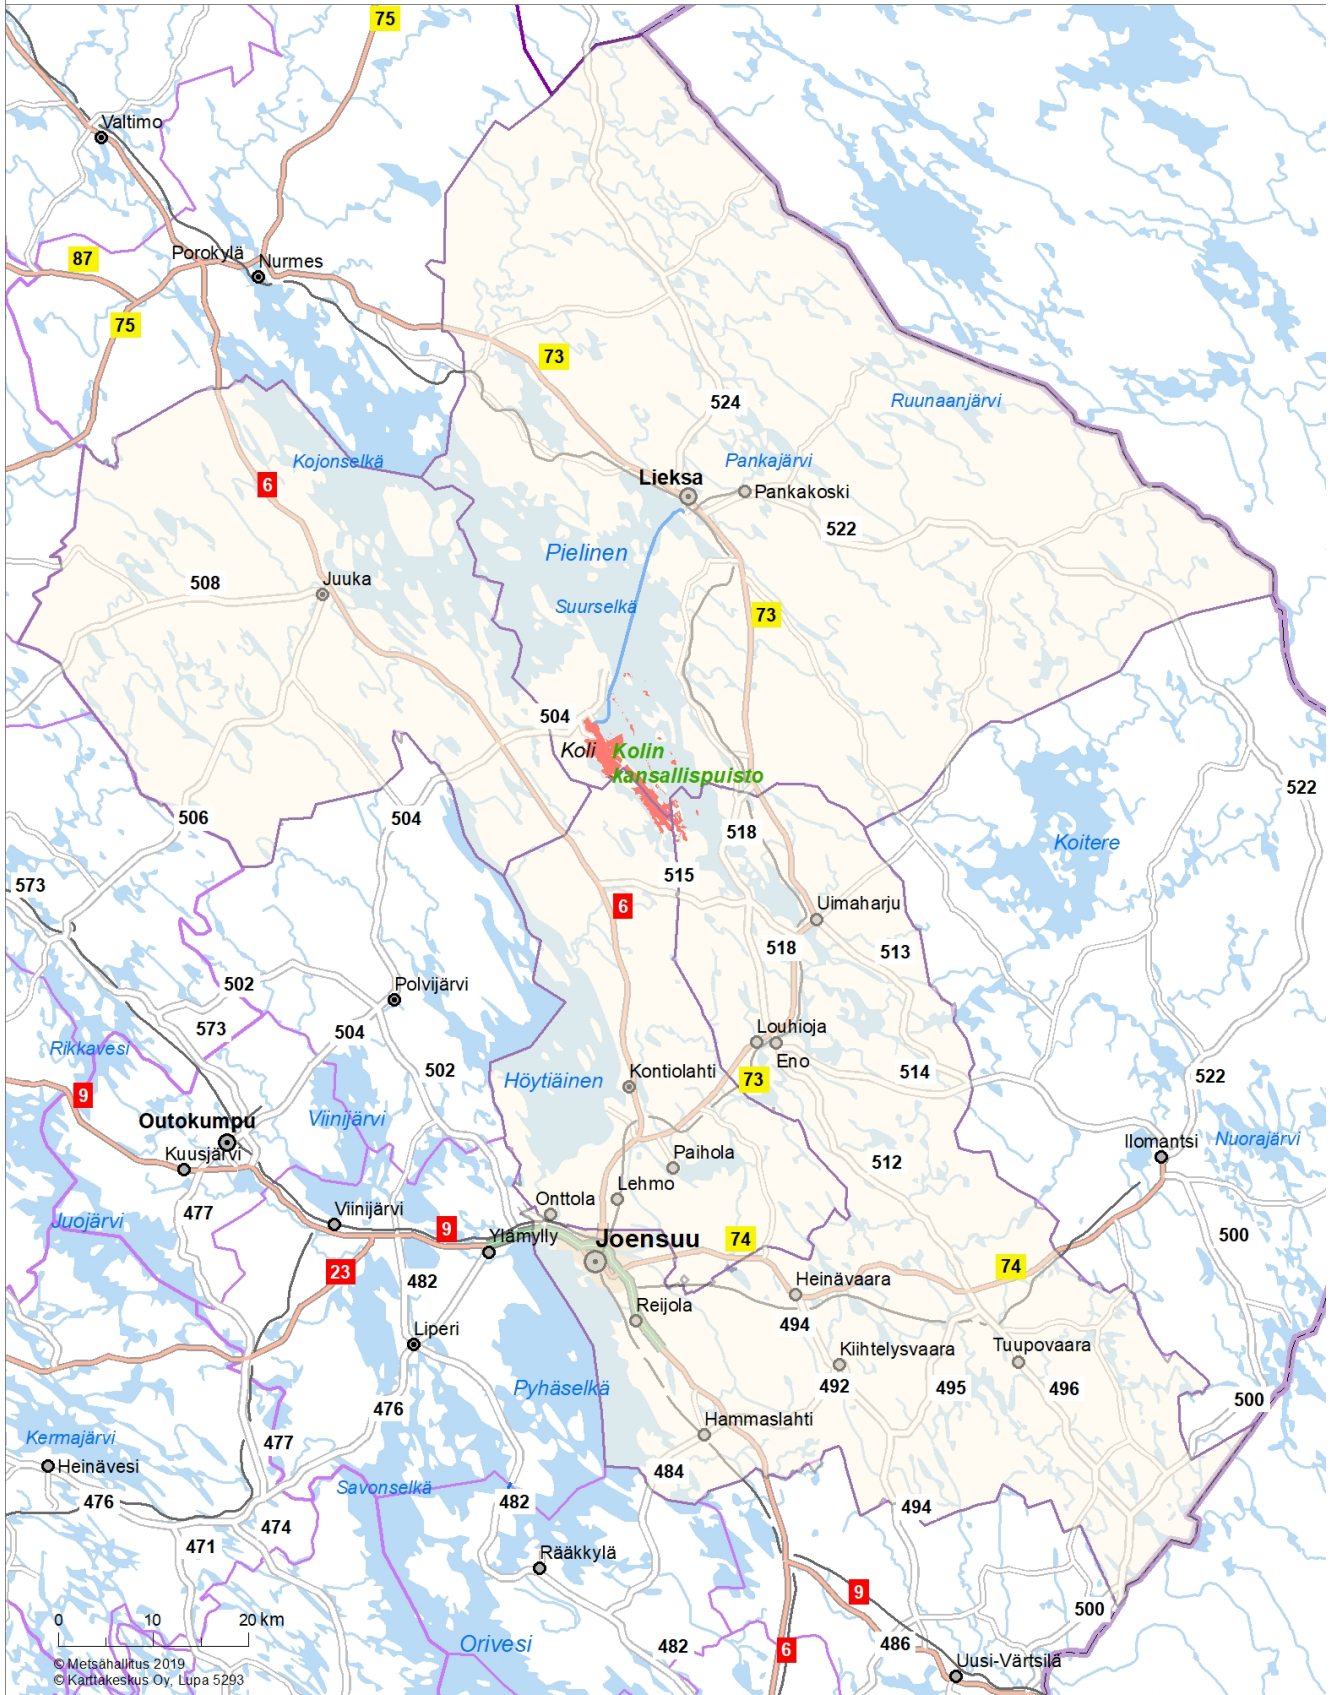 75
Valtimo
87
Porokylä
Nurmes
75
73
524
Ruunaanjärvi
Kojonselkä
6
Pankajärvi
Lieksa
Pankakoski
522
Pielinen
508
Juuka
Suurselkä
73
504
Koli
Kolin
kansallispuisto
522
506
504
518
Koitere
515
573
6
Uimaharju
518
513
502
Polvijärvi
573
504
Louhioja
Rikkavesi
Eno
502
Höytiäinen
Kontiolahti
73
514
522
9
Outokumpu
Viinijärvi
Ilomantsi
Nuorajärvi
Kuusjärvi
Paihola
512
Lehmo
477
Onttola
Juojärvi
Viinijärvi
9
Ylämylly
Joensuu
74
500
23
482
74
Heinävaara
Reijola
494
Liperi
Kiihtelysvaara
Tuupovaara
Pyhäselkä
492
495
496
500
476
Hammaslahti
Kermajärvi
477
Heinävesi
484
Savonselkä
476
482
494
474
471
Rääkkylä
9
500
0 10 20 km
Orivesi
482
6
486
© Metsähallitus 2019
Uusi-Värtsilä
© Karttakeskus Oy, Lupa 5293